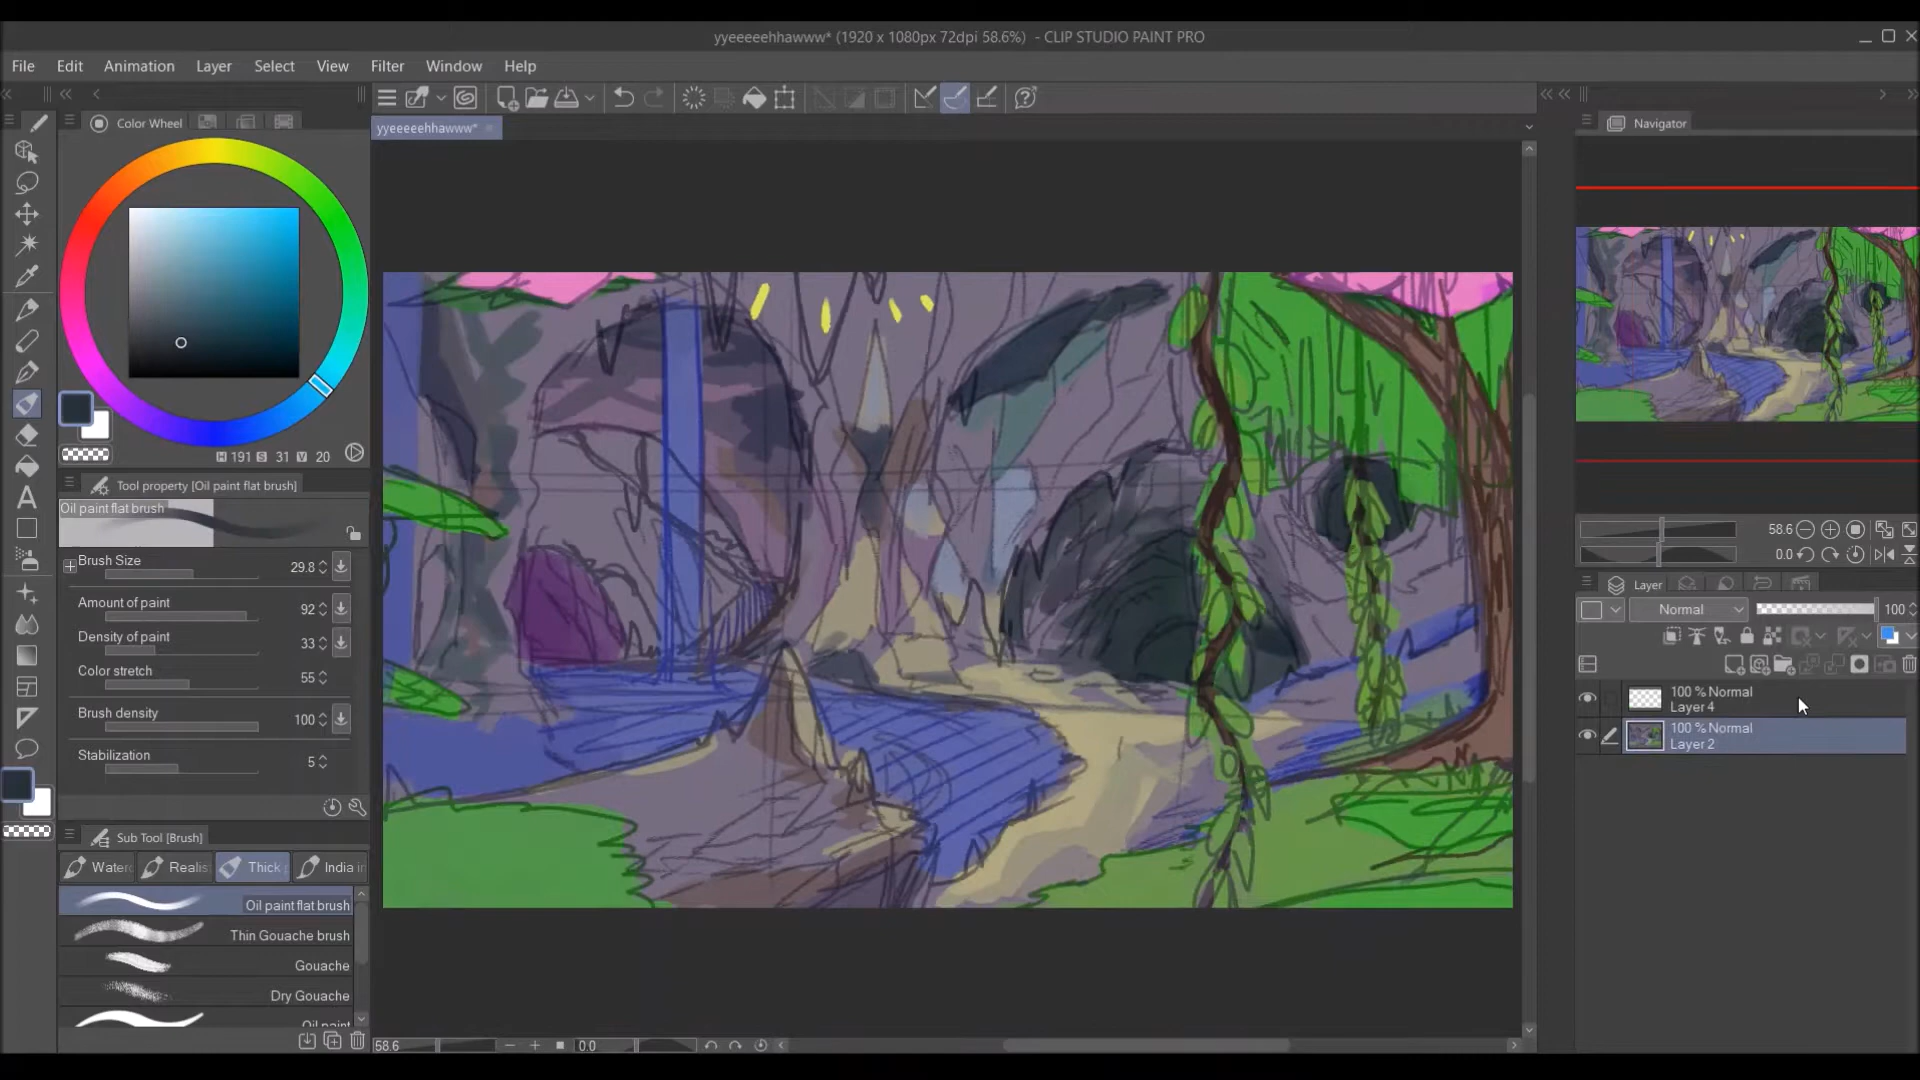 yyeeeeehhawww* (1920 x 1080px 72dpi 58.6%) - CLIP STUDIO PAINT PRO
File Edit Animation Layer Select View Filter Window Help
Color Wheel
yyeeeeehhawww*
Navigator
H 191 S 31 V 20
Tool property [Oil paint flat brush]
Oil paint flat brush
Brush Size 29.8
Amount of paint 92
Density of paint 33
Color stretch 55
Brush density 100
Stabilization 5
Sub Tool [Brush]
Water Realis Thick India in
Oil paint flat brush
Thin Gouache brush
Gouache
Dry Gouache
Oil paint
58.6 0.0
58.6
0.0
Layer
Normal 100
100 % Normal
Layer 4
100 % Normal
Layer 2